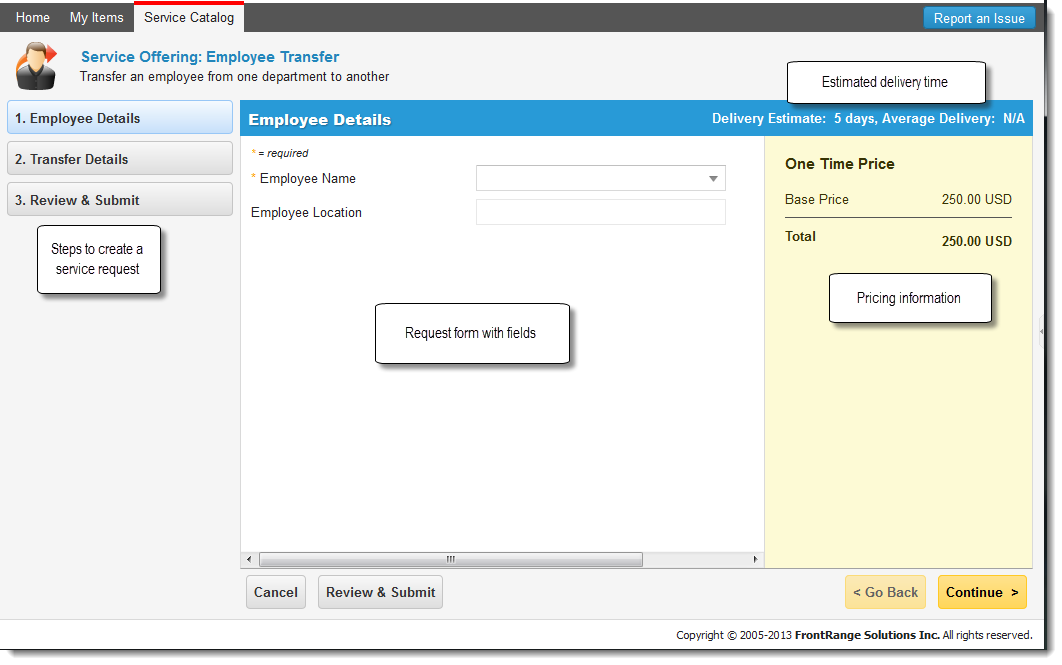 Home My Items Service Catalog Report an Issue
Service Offering: Employee Transfer
Transfer an employee from one department to another
Estimated delivery time
1. Employee Details
2. Transfer Details
3. Review & Submit
Steps to create a
service request
Employee Details Delivery Estimate: 5 days, Average Delivery: N/A
* = required
* Employee Name
Employee Location
Request form with fields
One Time Price
Base Price 250.00 USD
Total 250.00 USD
Pricing information
Cancel Review & Submit < Go Back Continue >
Copyright © 2005-2013 FrontRange Solutions Inc. All rights reserved.